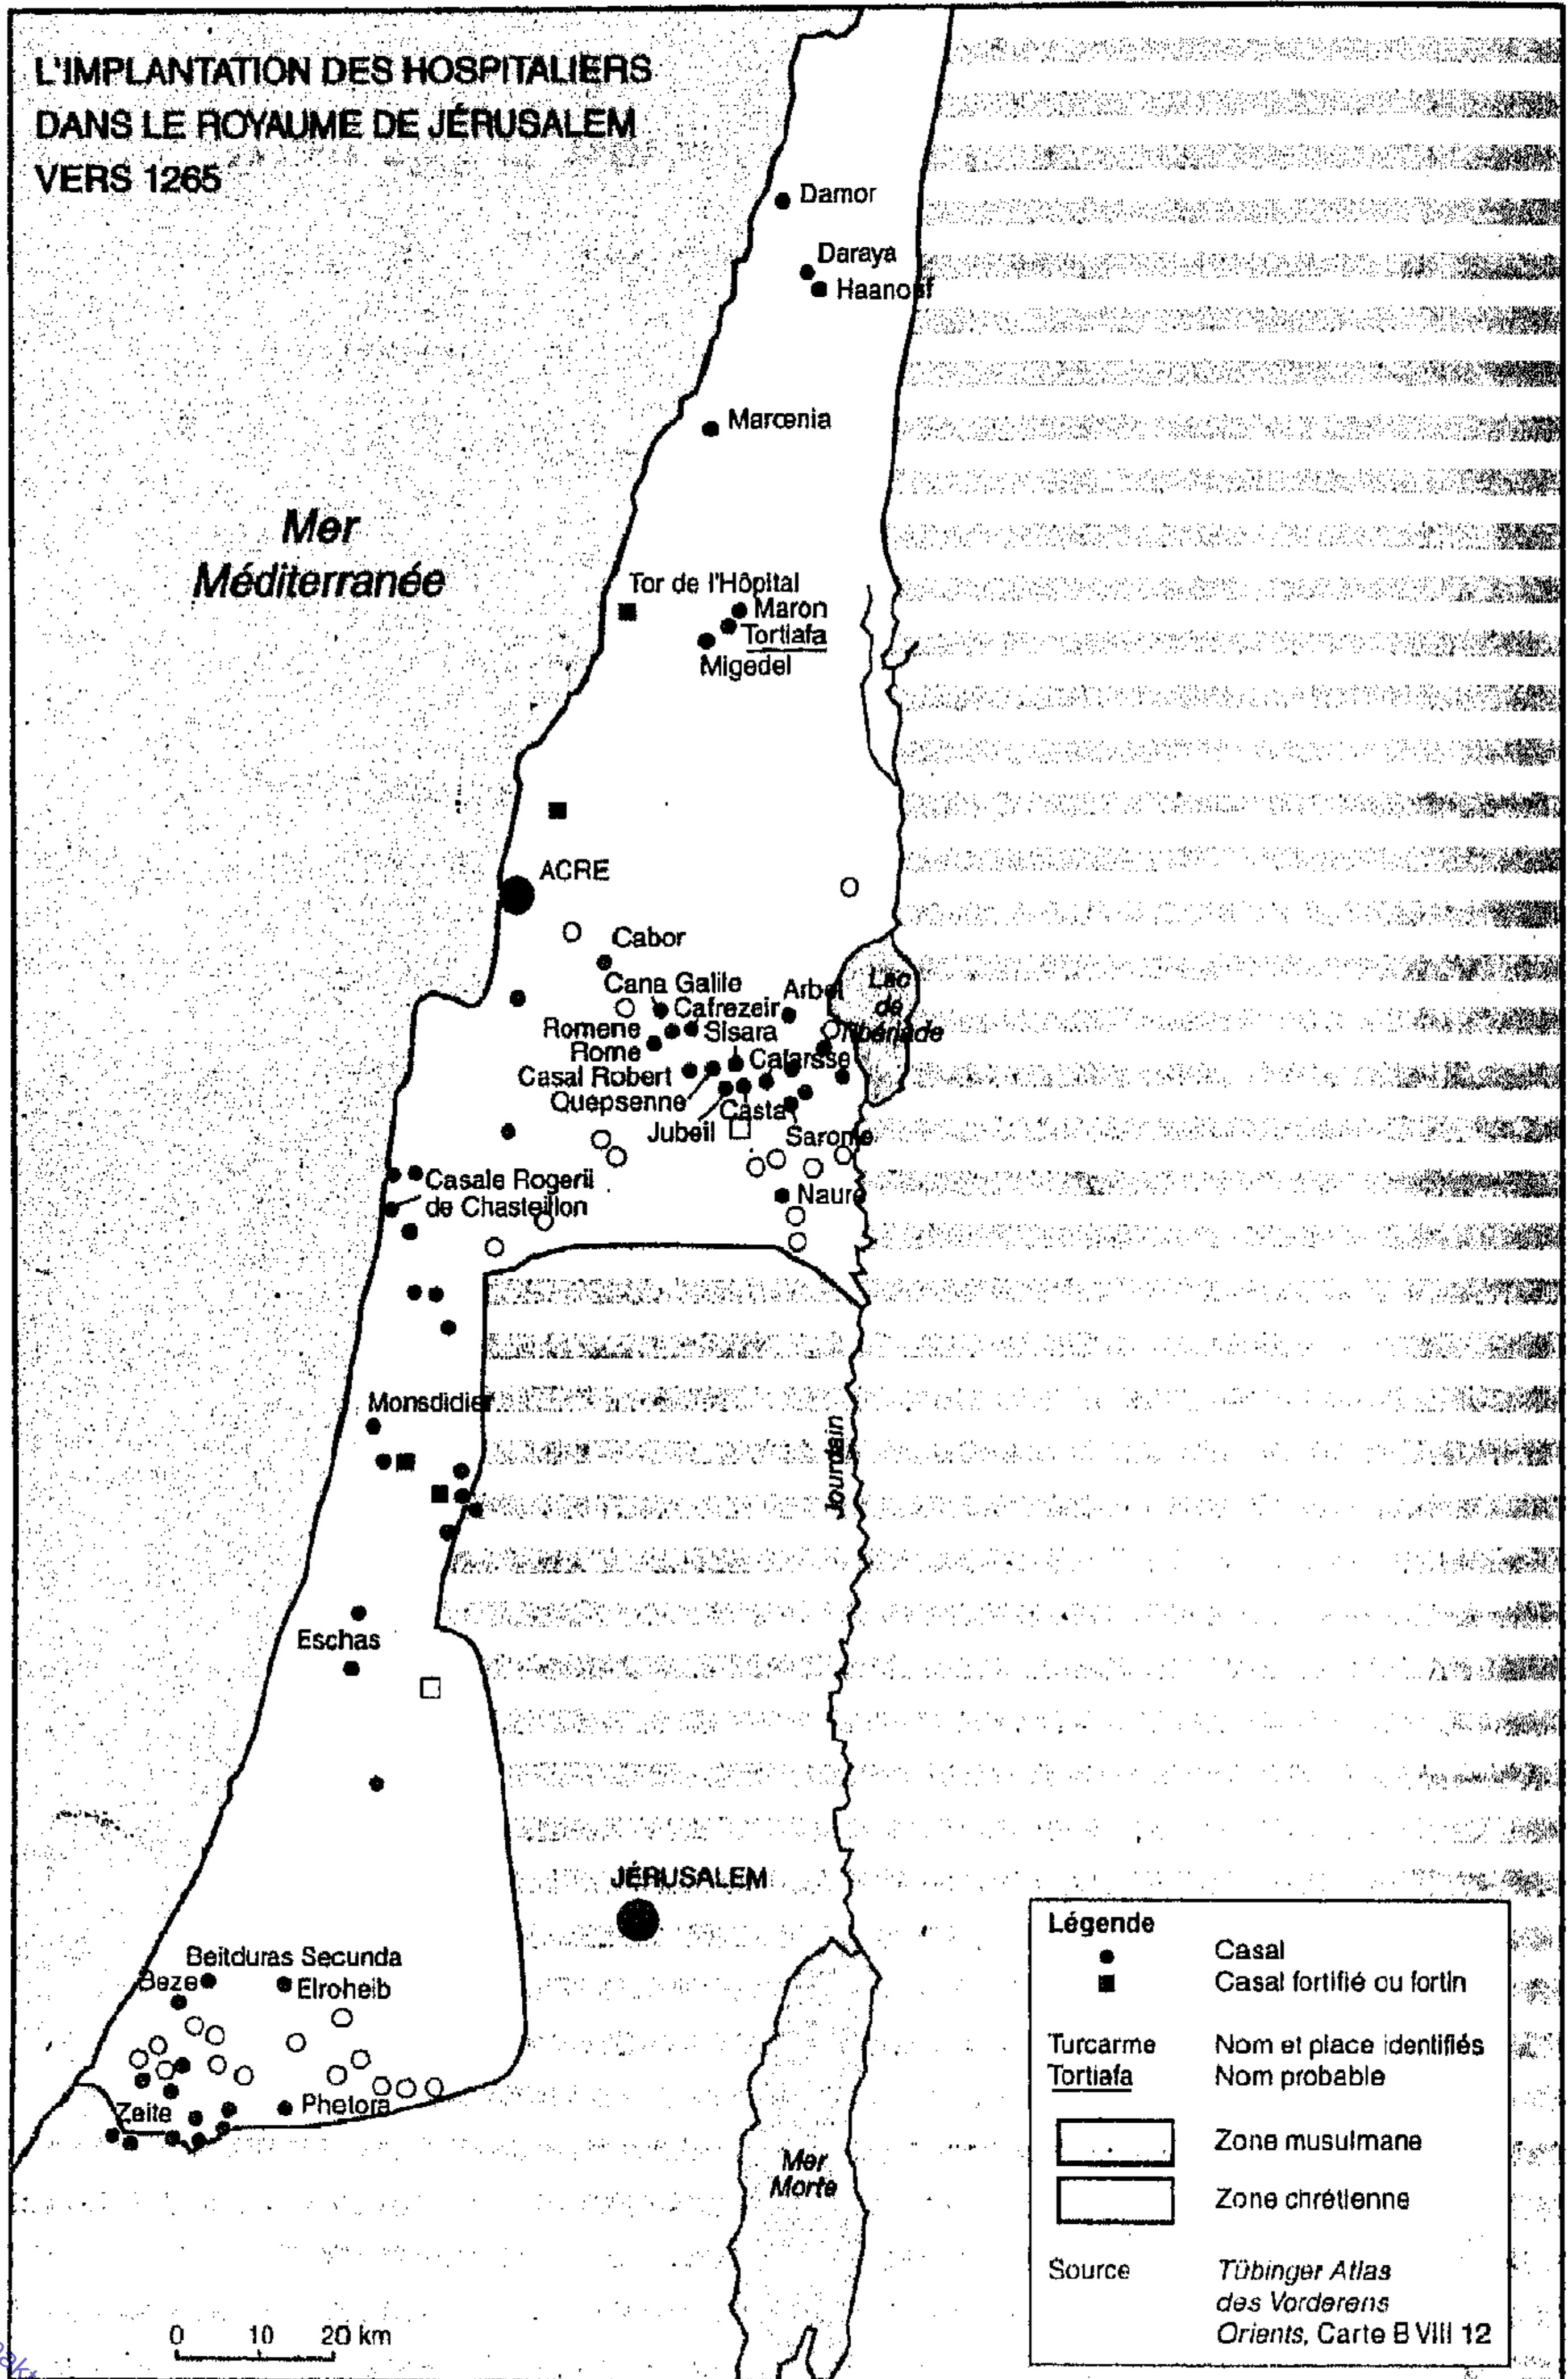 L'IMPLANTATION DES HOSPITALIERS
DANS LE ROYAUME DE JÉRUSALEM
VERS 1265
Damor
Daraya
Haanouf
Marœnia
Mer
Méditerranée
Tor de l'Hôpital
Maron
Tortiafa
Migedel
ACRE
Cabor
Cana Galile
Cafrezeir
Arbel
Lac
de
Tibériade
Romene
Sisara
Rome
Cafarsse
Casal Robert
Quepsenne
Casta
Jubeil
Sarone
Casale Rogerii
de Chasteillon
Naure
Monsdidier
Jourdain
Eschas
JÉRUSALEM
Beitduras Secunda
Beze
Elroheib
Zeite
Phetora
Mer
Morte
0 10 20 km
Légende
Casal
Casal fortifié ou fortin
Turcarme Nom et place identifiés
Tortiafa Nom probable
Zone musulmane
Zone chrétienne
Source Tübinger Atlas
des Vorderens
Orients, Carte B VIII 12